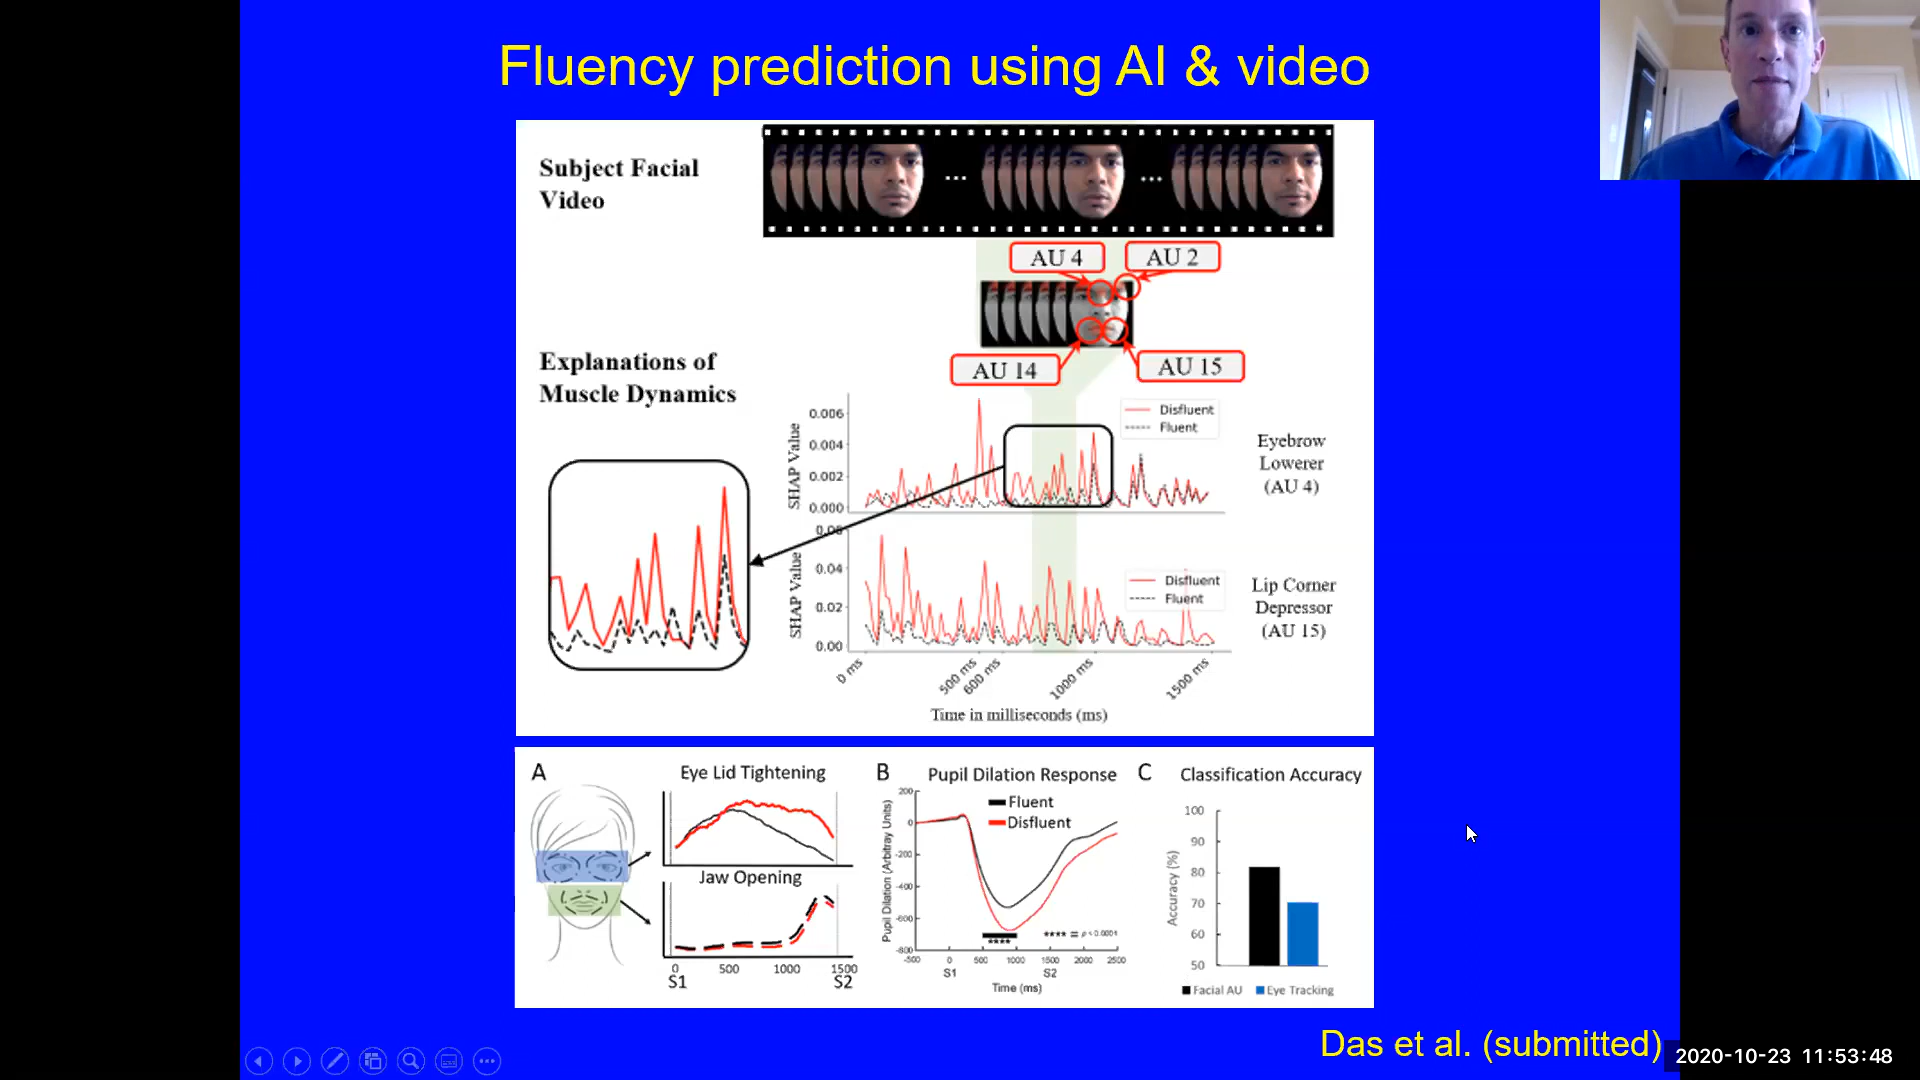 Fluency prediction using AI & video
Subject Facial
Video
...
...
AU 4
AU 2
AU 14
AU 15
Explanations of
Muscle Dynamics
SHAP Value
0.006
0.004
0.002
0.000
Disfluent
Fluent
Eyebrow
Lowerer
(AU 4)
SHAP Value
0.06
0.04
0.02
0.00
Disfluent
Fluent
Lip Corner
Depressor
(AU 15)
0 ms
500 ms
600 ms
1000 ms
1500 ms
Time in milliseconds (ms)
A
Eye Lid Tightening
Jaw Opening
0 500 1000 1500
S1 S2
B
Pupil Dilation Response
Pupil Dilation (Arbitray Units)
200
0
-200
-400
-600
-800
Fluent
Disfluent
****
**** = p < 0.0001
-500 0 500 1000 1500 2000 2500
S1 S2
Time (ms)
C
Classification Accuracy
Accuracy (%)
100
90
80
70
60
50
Facial AU Eye Tracking
Das et al. (submitted)
2020-10-23 11:53:48